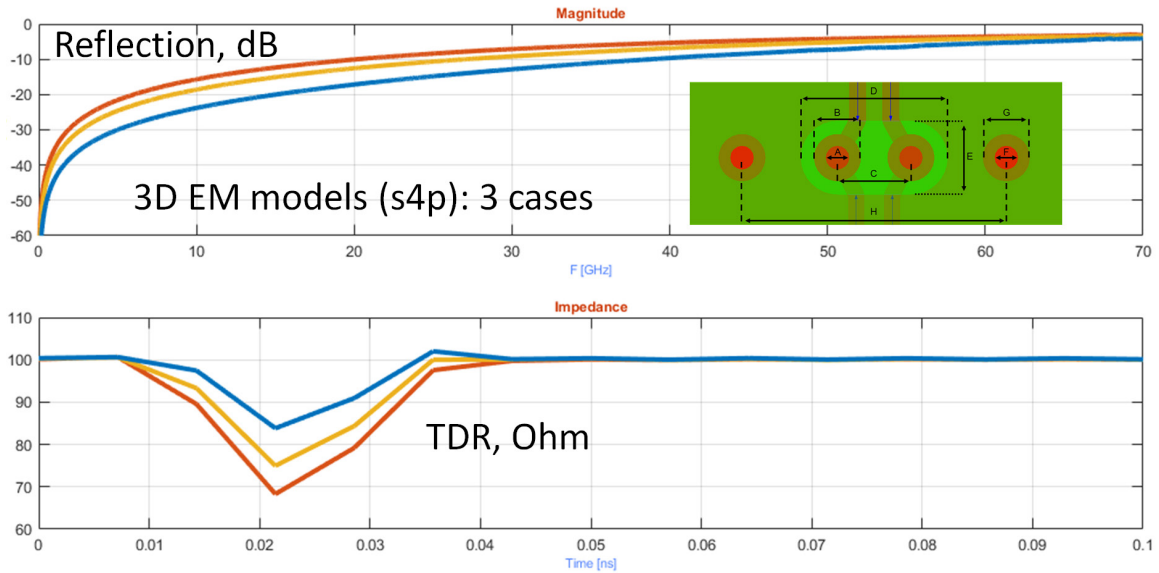 Magnitude
Reflection, dB
3D EM models (s4p): 3 cases
0
-10
-20
-30
-40
-50
-60
0 10 20 30 40 50 60 70
F [GHz]
D
B
G
A
F
E
C
H
Impedance
TDR, Ohm
110
100
90
80
70
60
0 0.01 0.02 0.03 0.04 0.05 0.06 0.07 0.08 0.09 0.1
Time [ns]